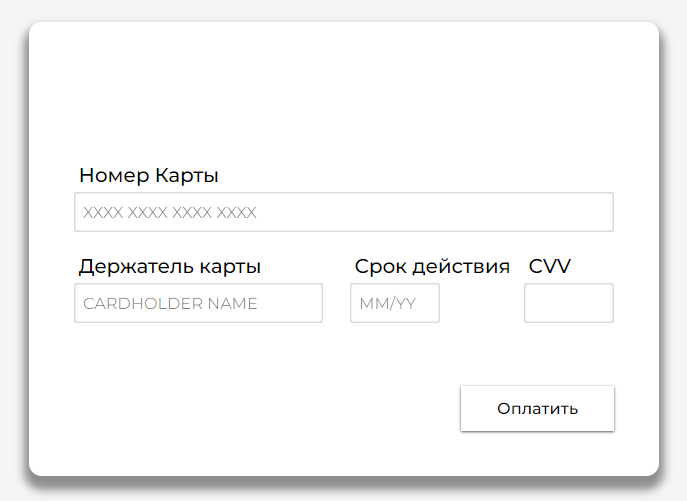 Номер Карты
XXXX XXXX XXXX XXXX
Держатель карты Срок действия CVV
CARDHOLDER NAME MM/YY
Оплатить